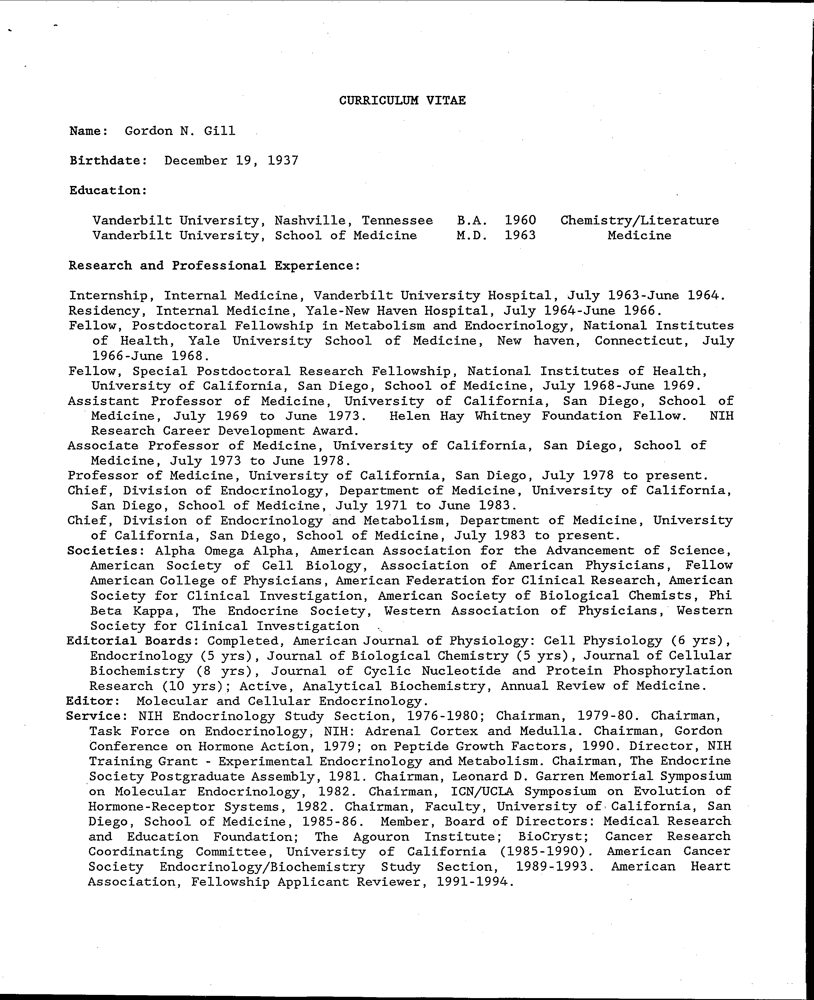 CURRICULUM VITAE
Name: Gordon N. Gill
Birthdate: December 19, 1937
Education:
Vanderbilt University, Nashville, Tennessee B.A. 1960 Chemistry/Literature
Vanderbilt University, School of Medicine M.D. 1963 Medicine
Research and Professional Experience:
Internship, Internal Medicine, Vanderbilt University Hospital, July 1963-June 1964.
Residency, Internal Medicine, Yale-New Haven Hospital, July 1964-June 1966.
Fellow, Postdoctoral Fellowship in Metabolism and Endocrinology, National Institutes
of Health, Yale University School of Medicine, New haven, Connecticut, July
1966-June 1968.
Fellow, Special Postdoctoral Research Fellowship, National Institutes of Health,
University of California, San Diego, School of Medicine, July 1968-June 1969.
Assistant Professor of Medicine, University of California, San Diego, School of
Medicine, July 1969 to June 1973. Helen Hay Whitney Foundation Fellow. NIH
Research Career Development Award.
Associate Professor of Medicine, University of California, San Diego, School of
Medicine, July 1973 to June 1978.
Professor of Medicine, University of California, San Diego, July 1978 to present.
Chief, Division of Endocrinology, Department of Medicine, University of California,
San Diego, School of Medicine, July 1971 to June 1983.
Chief, Division of Endocrinology and Metabolism, Department of Medicine, University
of California, San Diego, School of Medicine, July 1983 to present.
Societies: Alpha Omega Alpha, American Association for the Advancement of Science,
American Society of Cell Biology, Association of American Physicians, Fellow
American College of Physicians, American Federation for Clinical Research, American
Society for Clinical Investigation, American Society of Biological Chemists, Phi
Beta Kappa, The Endocrine Society, Western Association of Physicians, Western
Society for Clinical Investigation
Editorial Boards: Completed, American Journal of Physiology: Cell Physiology (6 yrs),
Endocrinology (5 yrs), Journal of Biological Chemistry (5 yrs), Journal of Cellular
Biochemistry (8 yrs), Journal of Cyclic Nucleotide and Protein Phosphorylation
Research (10 yrs); Active, Analytical Biochemistry, Annual Review of Medicine.
Editor: Molecular and Cellular Endocrinology.
Service: NIH Endocrinology Study Section, 1976-1980; Chairman, 1979-80. Chairman,
Task Force on Endocrinology, NIH: Adrenal Cortex and Medulla. Chairman, Gordon
Conference on Hormone Action, 1979; on Peptide Growth Factors, 1990. Director, NIH
Training Grant - Experimental Endocrinology and Metabolism. Chairman, The Endocrine
Society Postgraduate Assembly, 1981. Chairman, Leonard D. Garren Memorial Symposium
on Molecular Endocrinology, 1982. Chairman, ICN/UCLA Symposium on Evolution of
Hormone-Receptor Systems, 1982. Chairman, Faculty, University of California, San
Diego, School of Medicine, 1985-86. Member, Board of Directors: Medical Research
and Education Foundation; The Agouron Institute; BioCryst; Cancer Research
Coordinating Committee, University of California (1985-1990). American Cancer
Society Endocrinology/Biochemistry Study Section, 1989-1993. American Heart
Association, Fellowship Applicant Reviewer, 1991-1994.